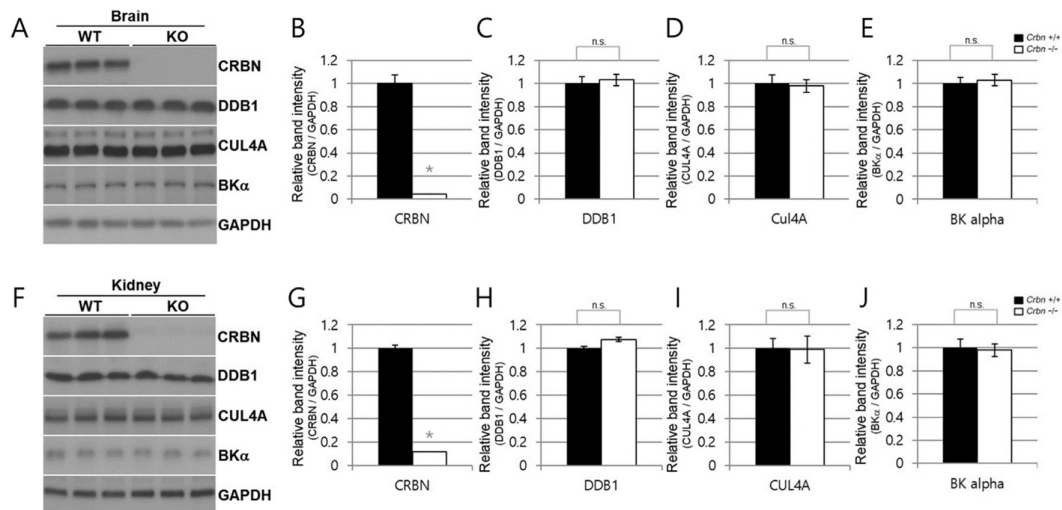 A
Brain
WT KO
CRBN
DDB1
CUL4A
BKα
GAPDH
B
Relative band intensity
(CRBN / GAPDH)
1.2
1
0.8
0.6
0.4
0.2
0
*
CRBN
C
n.s.
Relative band intensity
(DDB1 / GAPDH)
1.2
1
0.8
0.6
0.4
0.2
0
DDB1
D
n.s.
Relative band intensity
(CUL4A / GAPDH)
1.2
1
0.8
0.6
0.4
0.2
0
Cul4A
E
n.s.
Crbn +/+
Crbn -/-
Relative band intensity
(BKα / GAPDH)
1.2
1
0.8
0.6
0.4
0.2
0
BK alpha
F
Kidney
WT KO
CRBN
DDB1
CUL4A
BKα
GAPDH
G
Relative band intensity
(CRBN / GAPDH)
1.2
1
0.8
0.6
0.4
0.2
0
*
CRBN
H
n.s.
Relative band intensity
(DDB1 / GAPDH)
1.2
1
0.8
0.6
0.4
0.2
0
DDB1
I
n.s.
Relative band intensity
(CUL4A / GAPDH)
1.2
1
0.8
0.6
0.4
0.2
0
CUL4A
J
n.s.
Crbn +/+
Crbn -/-
Relative band intensity
(BKα / GAPDH)
1.2
1
0.8
0.6
0.4
0.2
0
BK alpha